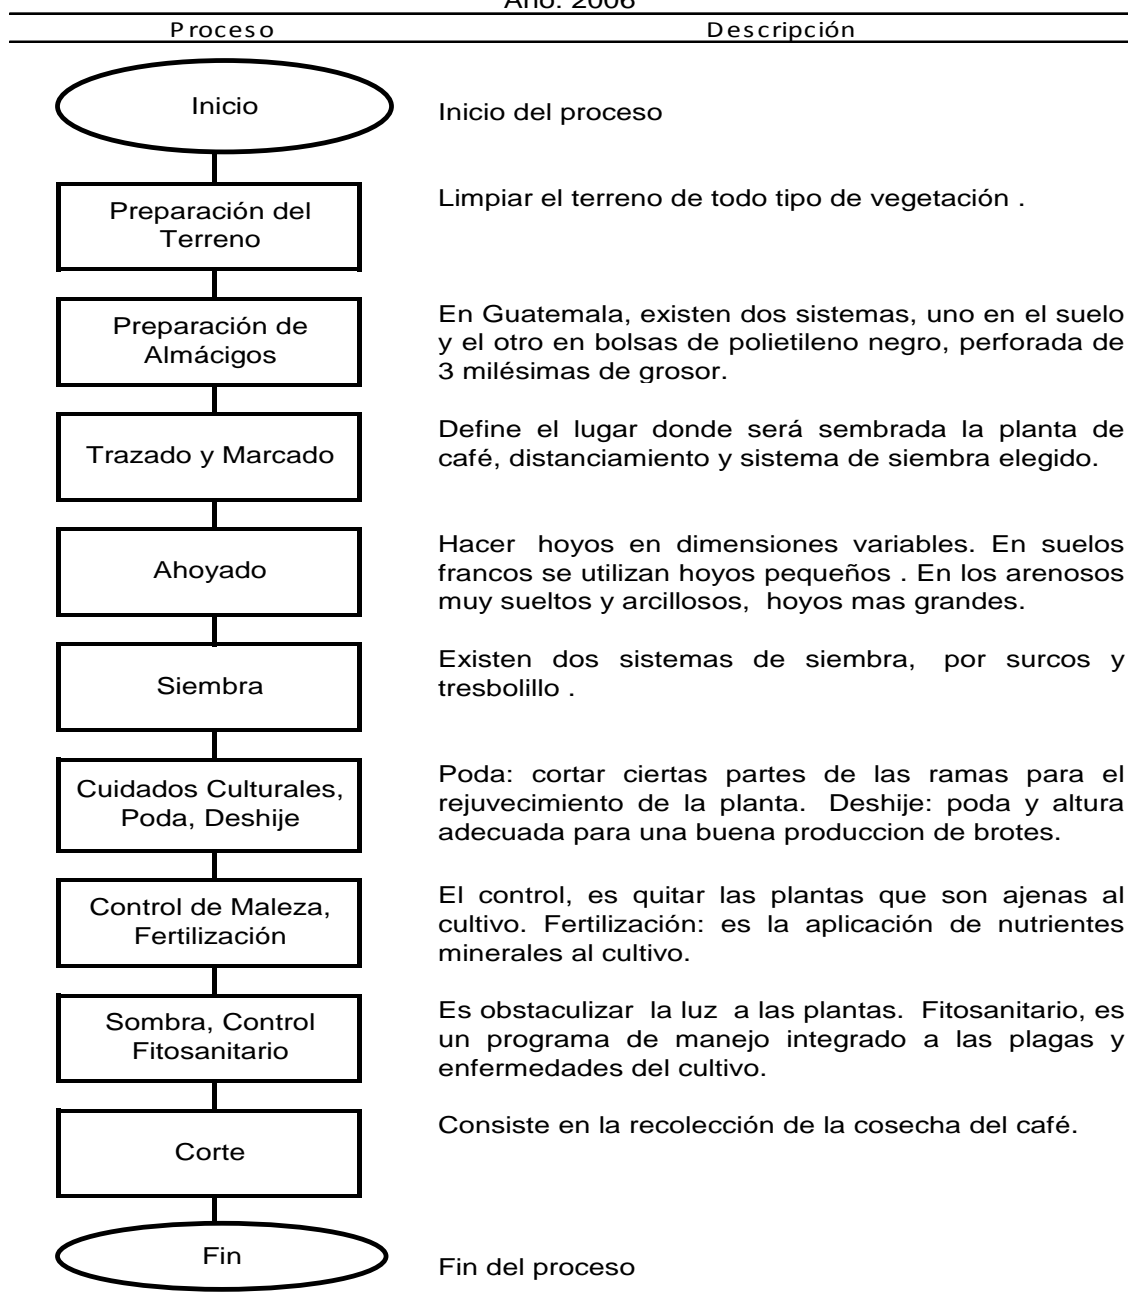 Año: 2006
Proceso Descripción
Inicio
Inicio del proceso
Preparación del
Terreno
Limpiar el terreno de todo tipo de vegetación .
Preparación de
Almácigos
En Guatemala, existen dos sistemas, uno en el suelo
y el otro en bolsas de polietileno negro, perforada de
3 milésimas de grosor.
Trazado y Marcado
Define el lugar donde será sembrada la planta de
café, distanciamiento y sistema de siembra elegido.
Ahoyado
Hacer hoyos en dimensiones variables. En suelos
francos se utilizan hoyos pequeños . En los arenosos
muy sueltos y arcillosos, hoyos mas grandes.
Siembra
Existen dos sistemas de siembra, por surcos y
tresbolillo .
Cuidados Culturales,
Poda, Deshije
Poda: cortar ciertas partes de las ramas para el
rejuvecimiento de la planta. Deshije: poda y altura
adecuada para una buena produccion de brotes.
Control de Maleza,
Fertilización
El control, es quitar las plantas que son ajenas al
cultivo. Fertilización: es la aplicación de nutrientes
minerales al cultivo.
Sombra, Control
Fitosanitario
Es obstaculizar la luz a las plantas. Fitosanitario, es
un programa de manejo integrado a las plagas y
enfermedades del cultivo.
Corte
Consiste en la recolección de la cosecha del café.
Fin
Fin del proceso